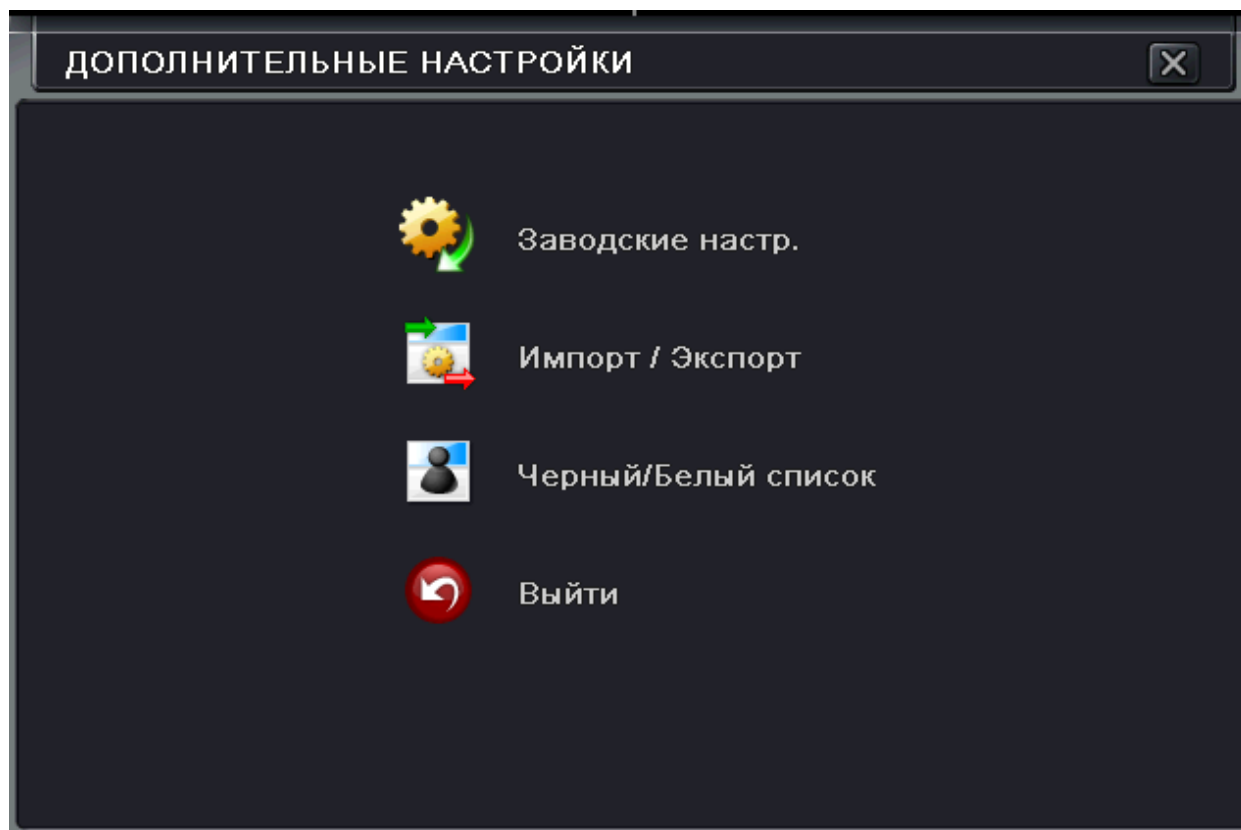 ДОПОЛНИТЕЛЬНЫЕ НАСТРОЙКИ
Заводские настр.
Импорт / Экспорт
Черный/Белый список
Выйти